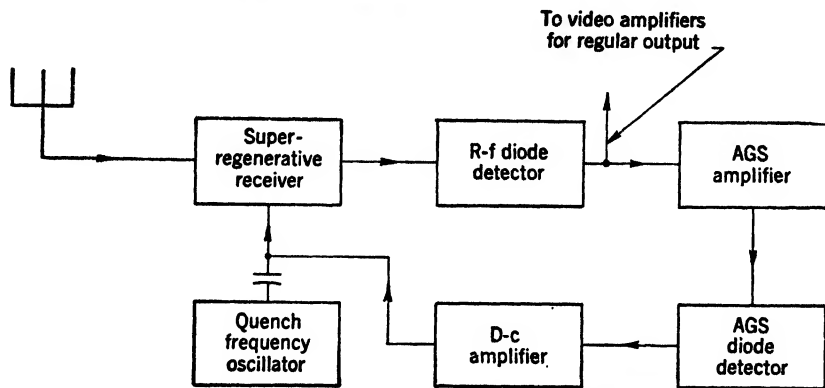 To video amplifiers
for regular output
Super-
regenerative
receiver
R-f diode
detector
AGS
amplifier
Quench
frequency
oscillator
D-c
amplifier
AGS
diode
detector